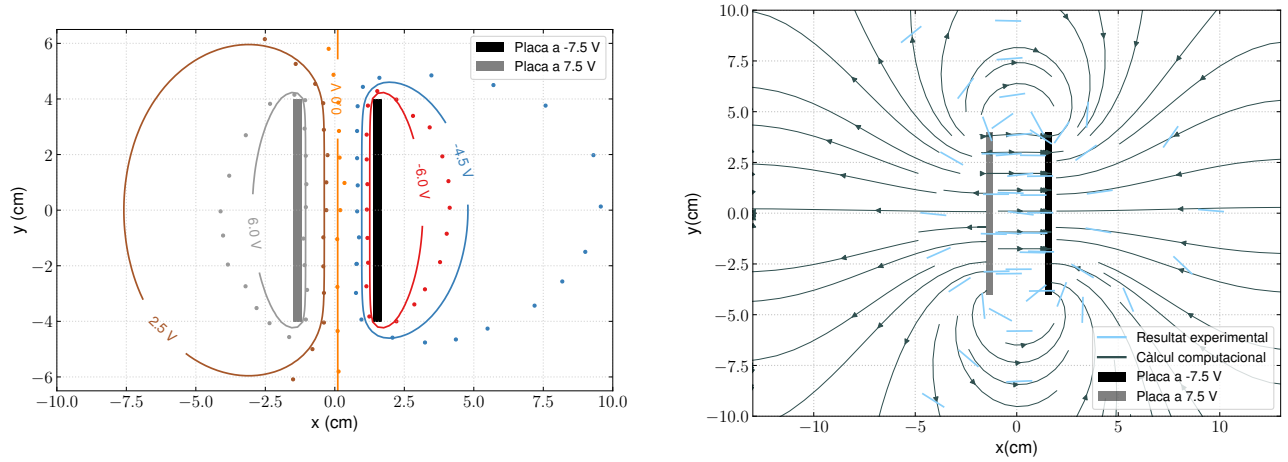 6
4
2
0
−2
−4
−6
y (cm)
−10.0
−7.5
−5.0
−2.5
0.0
2.5
5.0
7.5
10.0
x (cm)
Placa a -7.5 V
Placa a 7.5 V
0.0 V
-4.5 V
-6.0 V
6.0 V
2.5 V
10.0
7.5
5.0
2.5
0.0
−2.5
−5.0
−7.5
−10.0
y(cm)
−10
−5
0
5
10
x(cm)
Resultat experimental
Càlcul computacional
Placa a -7.5 V
Placa a 7.5 V